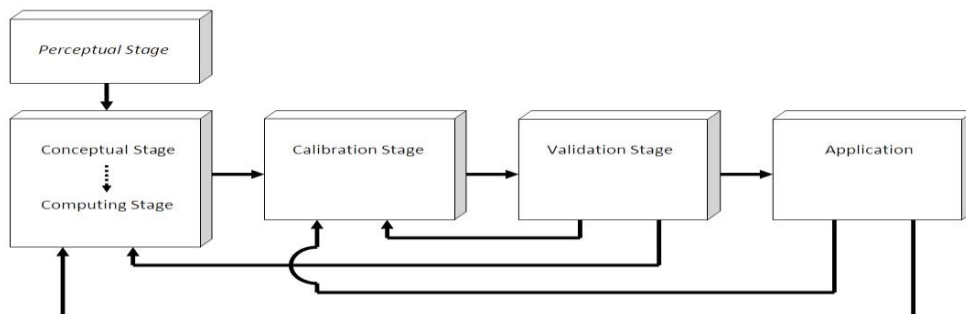 Perceptual Stage
Conceptual Stage
Computing Stage
Calibration Stage
Validation Stage
Application